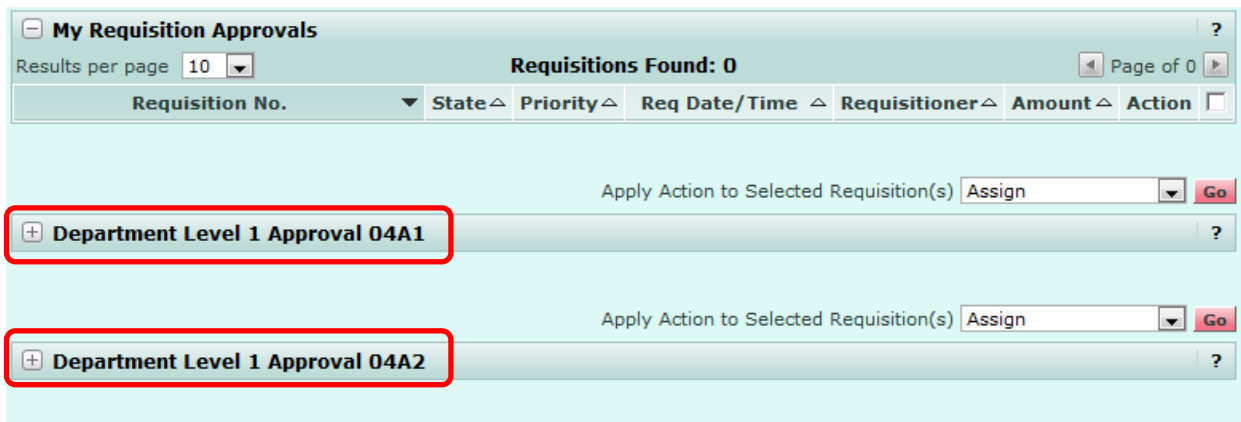 My Requisition Approvals ?
Results per page 10 Requisitions Found: 0 Page of 0
Requisition No. State Priority Req Date/Time Requisitioner Amount Action
Apply Action to Selected Requisition(s) Assign Go
Department Level 1 Approval 04A1 ?
Apply Action to Selected Requisition(s) Assign Go
Department Level 1 Approval 04A2 ?